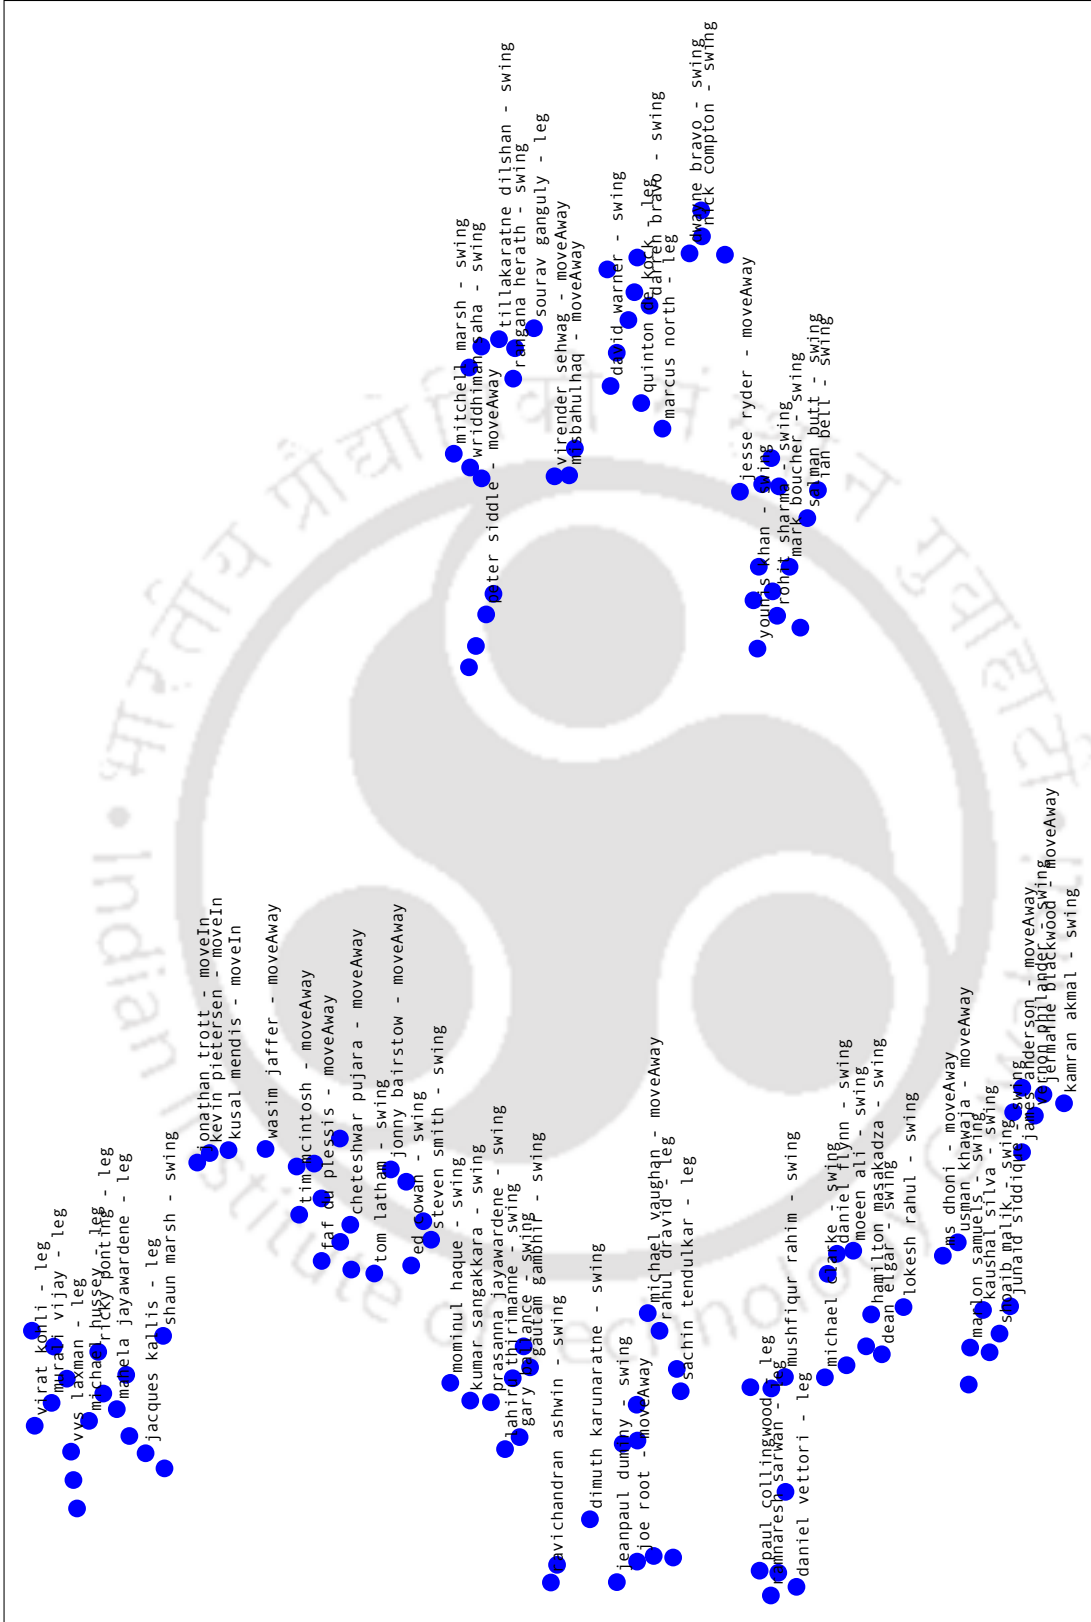 virat kohli - leg
murali vijay - leg
vvs laxman - leg
michael hussey - leg
ricky ponting - leg
mahela jayawardene - leg
jacques kallis - leg
shaun marsh - swing
jonathan trott - moveIn
kevin pietersen - moveIn
kusal mendis - moveIn
wasim jaffer - moveAway
tim mcintosh - moveAway
faf du plessis - moveAway
cheteshwar pujara - moveAway
tom latham - swing
jonny bairstow - moveAway
ed cowan - swing
steven smith - swing
mominul haque - swing
kumar sangakkara - swing
prasanna jayawardene - swing
lahiru thirimanne - swing
gary ballance - swing
gautam gambhir - swing
ravichandran ashwin - swing
dimuth karunaratne - swing
jeanpaul duminy - swing
joe root - moveAway
michael vaughan - moveAway
rahul dravid - leg
sachin tendulkar - leg
mitchell marsh - swing
wriddhiman saha - swing
peter siddle - moveAway
tillakaratne dilshan - swing
rangana herath - swing
sourav ganguly - leg
virender sehwag - moveAway
misbahulhaq - moveAway
david warner - swing
quinton de kock - leg
darren bravo - swing
marcus north - leg
dwayne bravo - swing
nick compton - swing
jesse ryder - moveAway
younis khan - swing
rohit sharma - swing
mark boucher - swing
salman butt - swing
ian bell - swing
paul collingwood - leg
ramnaresh sarwan - leg
mushfiqur rahim - swing
daniel vettori - leg
michael clarke - swing
daniel flynn - swing
moeen ali - swing
hamilton masakadza - swing
dean elgar - swing
lokesh rahul - swing
ms dhoni - moveAway
usman khawaja - moveAway
marlon samuels - swing
kaushal silva - swing
shoaib malik - swing
junaid siddique - swing
james anderson - moveAway
vernon philander - swing
jermaine blackwood - moveAway
kamran akmal - swing
भारतीय प्रौद्योगिकी संस्थान गुवाहाटी
Indian Institute of Technology